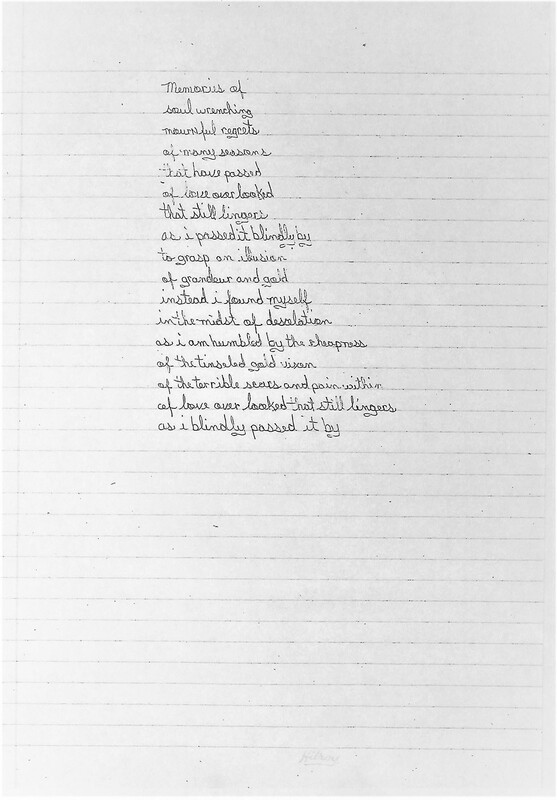 Memories of
soul wrenching
mournful regrets
of many sessions
that have passed
of love over looked
that still lingers
as i passed it blindly by
to grasp an illusion
of grandeur and gold
instead i found myself
in the midst of desolation
as i am humbled by the cheapness
of the tinseled gold vison
of the terrible scars and pain within
of love over looked that still lingers
as i blindly passed it by